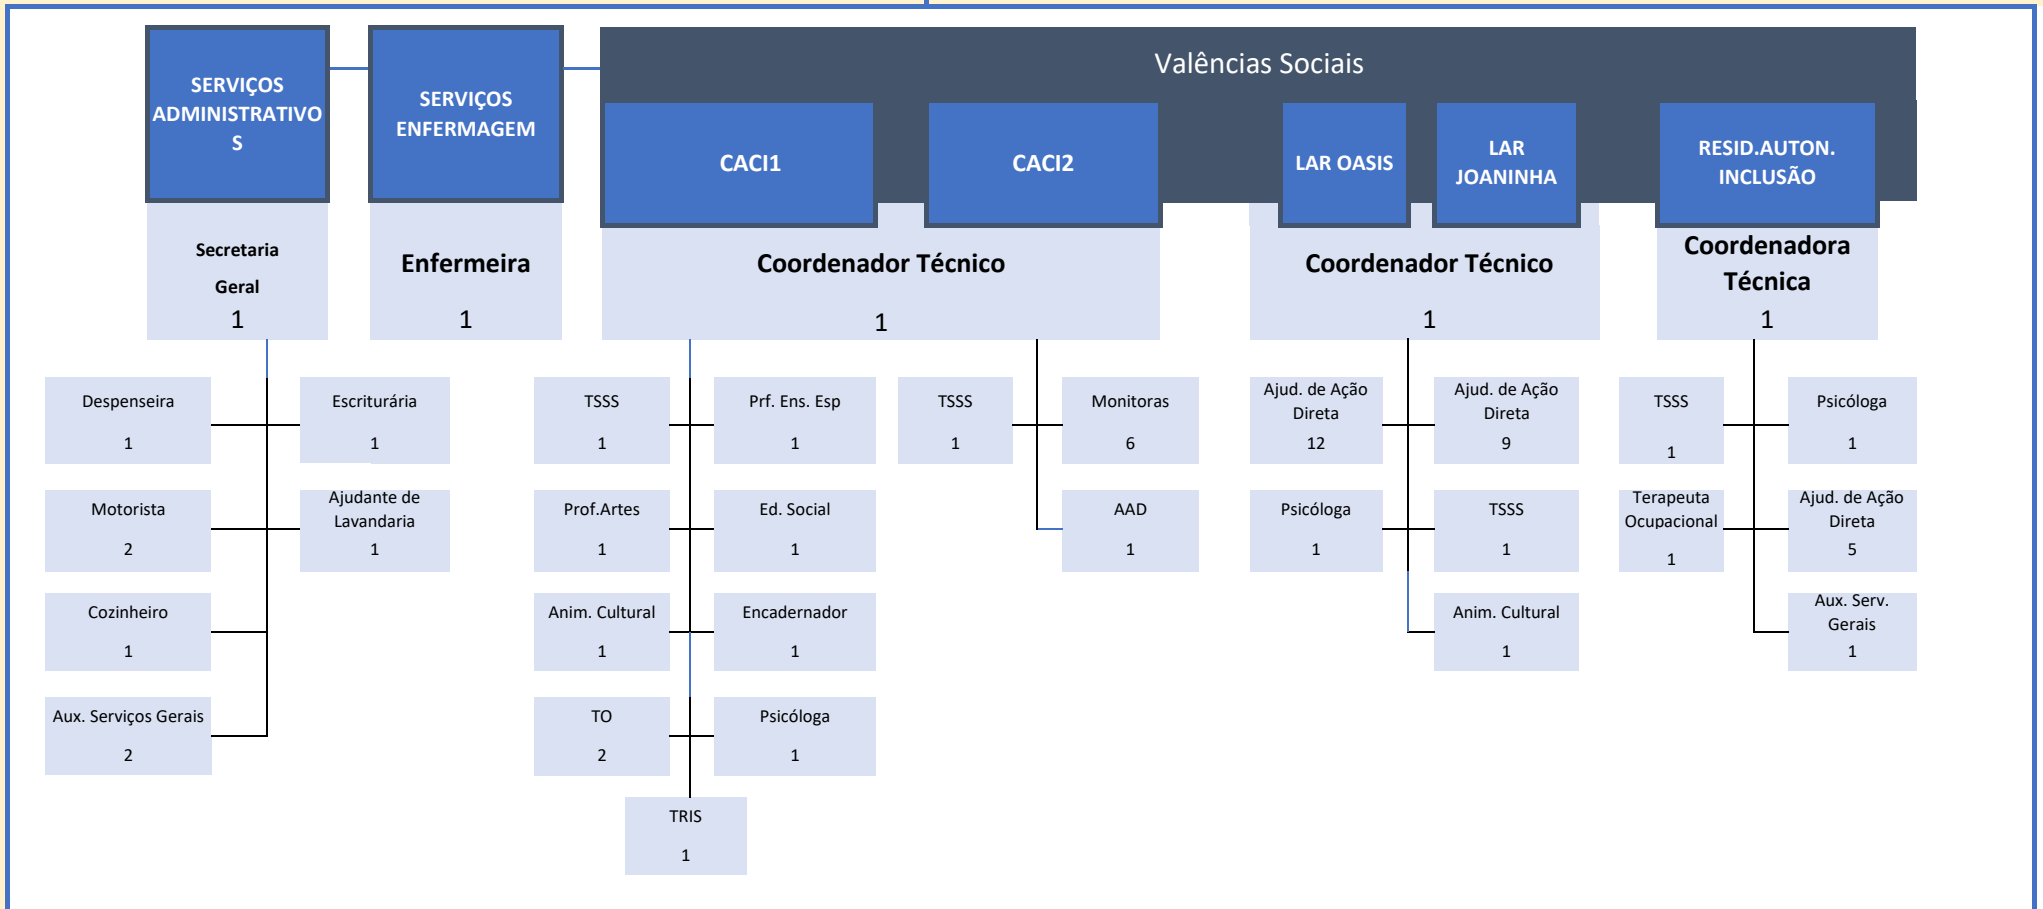 Valências Sociais
SERVIÇOS
ADMINISTRATIVO
S
SERVIÇOS
ENFERMAGEM
CACI1
CACI2
LAR OASIS
LAR
JOANINHA
RESID.AUTON.
INCLUSÃO
Secretaria
Geral
1
Enfermeira
1
Coordenador Técnico
1
Coordenador Técnico
1
Coordenadora
Técnica
1
Despenseira
1
Escriturária
1
Motorista
2
Ajudante de
Lavandaria
1
Cozinheiro
1
Aux. Serviços Gerais
2
TSSS
1
Prf. Ens. Esp
1
Prof.Artes
1
Ed. Social
1
Anim. Cultural
1
Encadernador
1
TO
2
Psicóloga
1
TRIS
1
TSSS
1
Monitoras
6
AAD
1
Ajud. de Ação
Direta
12
Ajud. de Ação
Direta
9
Psicóloga
1
TSSS
1
Anim. Cultural
1
TSSS
1
Psicóloga
1
Terapeuta
Ocupacional
1
Ajud. de Ação
Direta
5
Aux. Serv.
Gerais
1